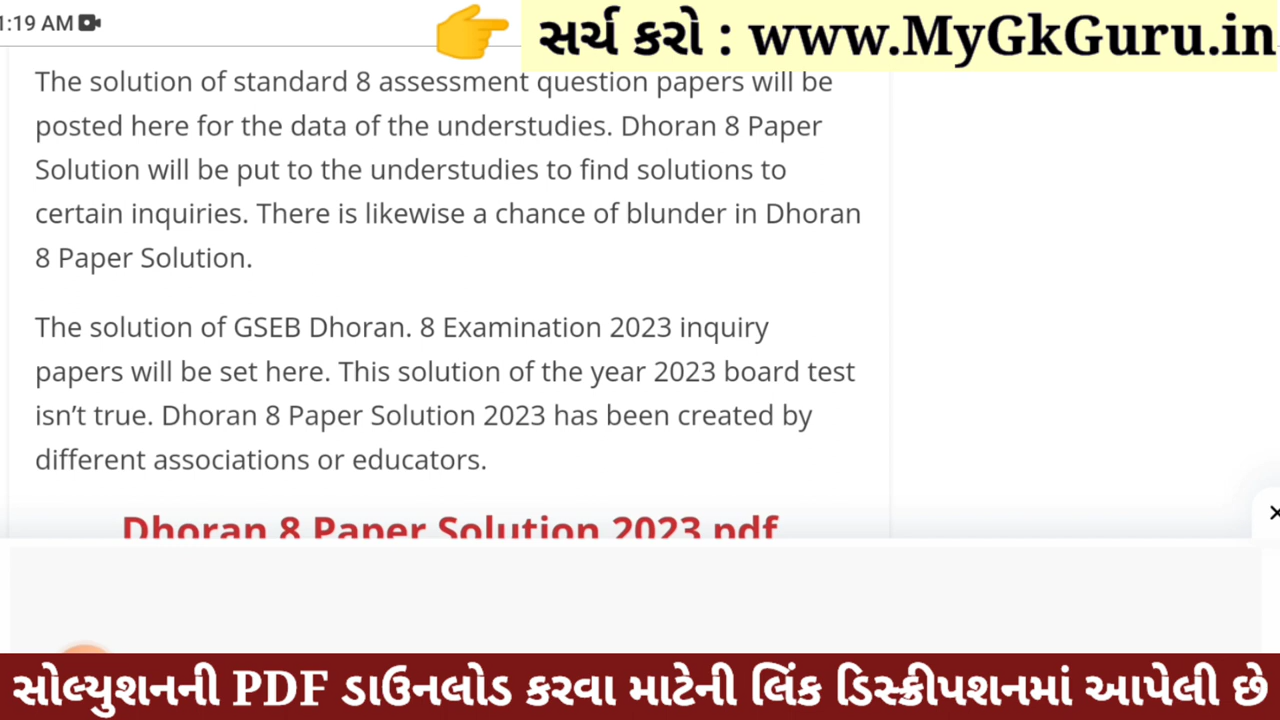 1:19 AM
સર્ચ કરો : www.MyGkGuru.in
The solution of standard 8 assessment question papers will be
posted here for the data of the understudies. Dhoran 8 Paper
Solution will be put to the understudies to find solutions to
certain inquiries. There is likewise a chance of blunder in Dhoran
8 Paper Solution.
The solution of GSEB Dhoran. 8 Examination 2023 inquiry
papers will be set here. This solution of the year 2023 board test
isn’t true. Dhoran 8 Paper Solution 2023 has been created by
different associations or educators.
Dhoran 8 Paper Solution 2023 pdf
સોલ્યુશનની PDF ડાઉનલોડ કરવા માટેની લિંક ડિસ્ક્રીપશનમાં આપેલી છે